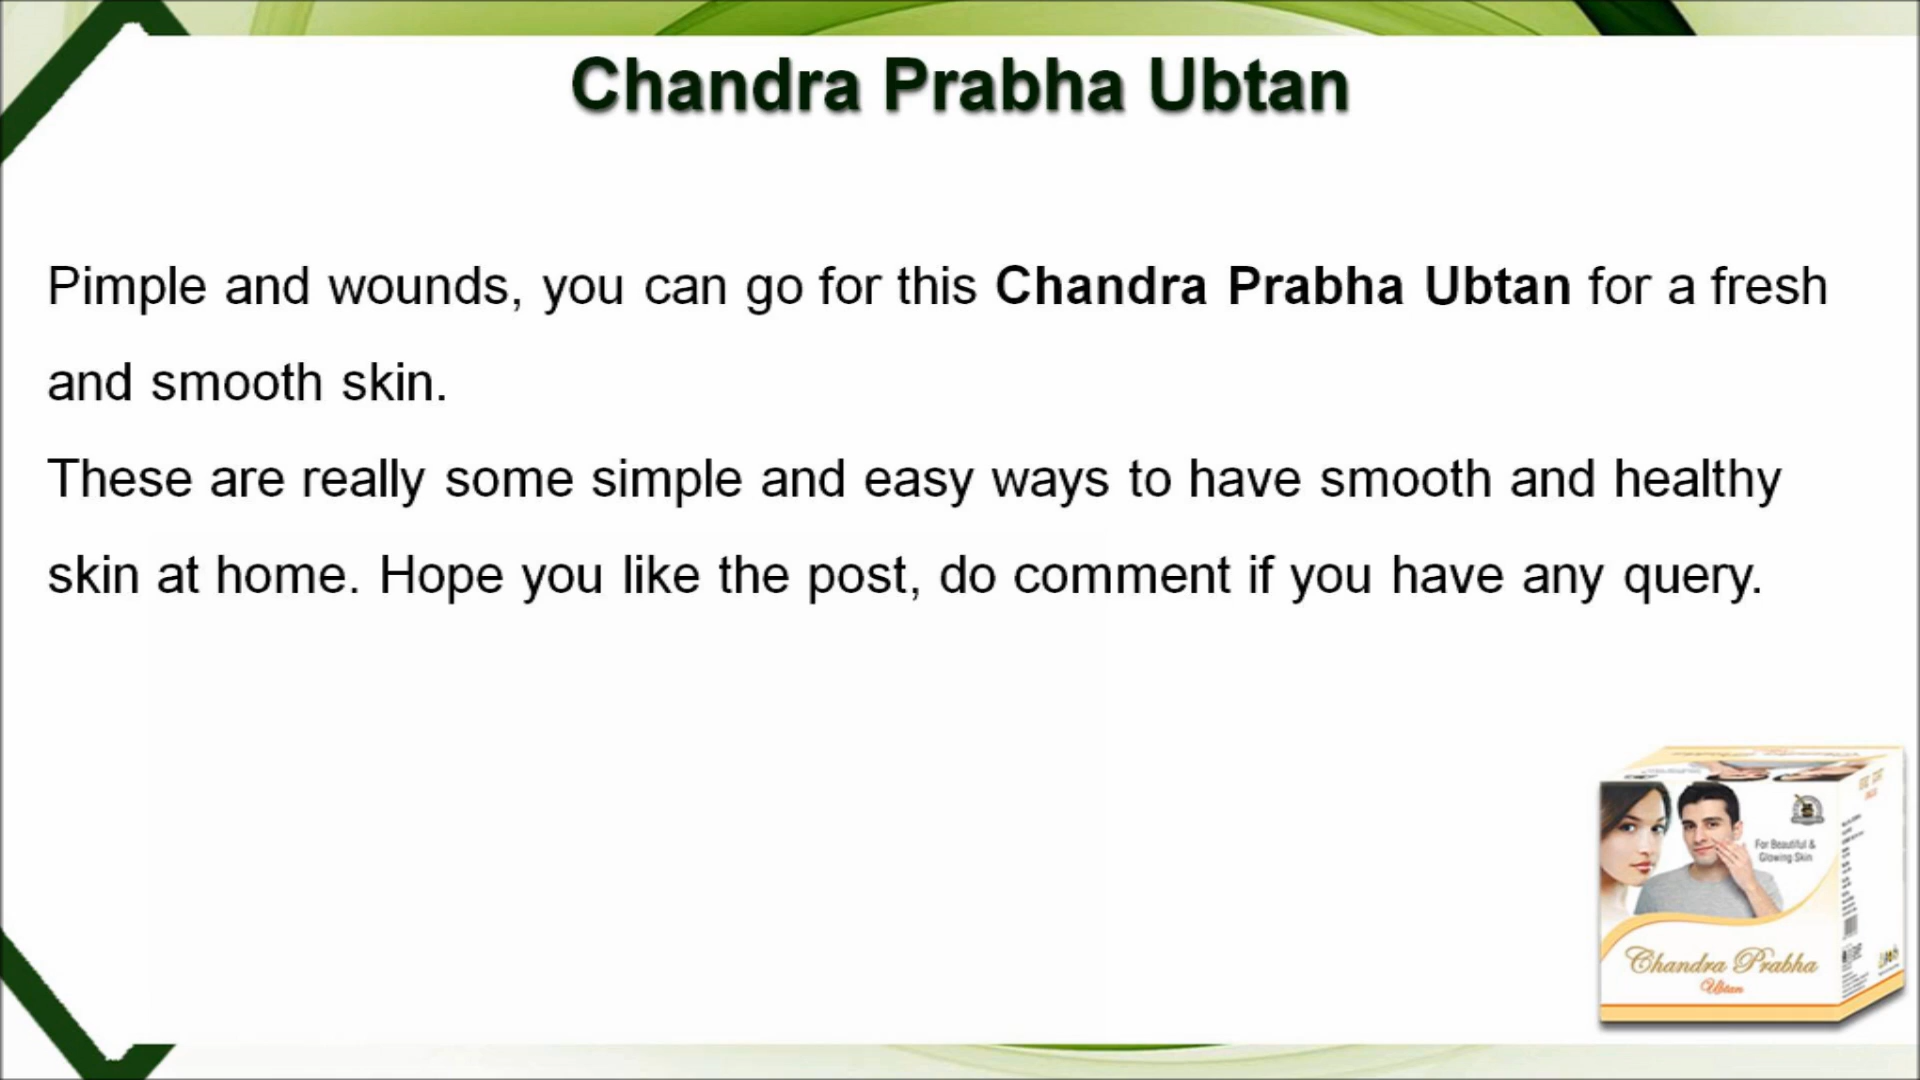 Chandra Prabha Ubtan
Pimple and wounds, you can go for this Chandra Prabha Ubtan for a fresh
and smooth skin.
These are really some simple and easy ways to have smooth and healthy
skin at home. Hope you like the post, do comment if you have any query.
For Beautiful &
Glowing Skin
Chandra Prabha
Ubtan